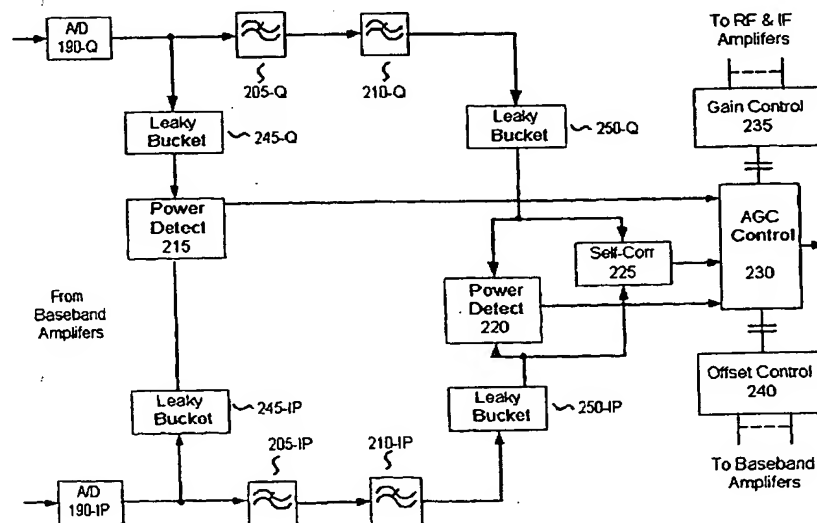 A/D
190-Q
205-Q
210-Q
To RF & IF
Amplifers
Gain Control
235
Leaky
Bucket
245-Q
Leaky
Bucket
250-Q
Power
Detect
215
AGC
Control
230
Self-Corr
225
Power
Detect
220
From
Baseband
Amplifers
Leaky
Buckot
245-IP
Leaky
Bucket
250-IP
Offset Control
240
205-IP
210-IP
To Baseband
Amplifers
A/D
190-IP